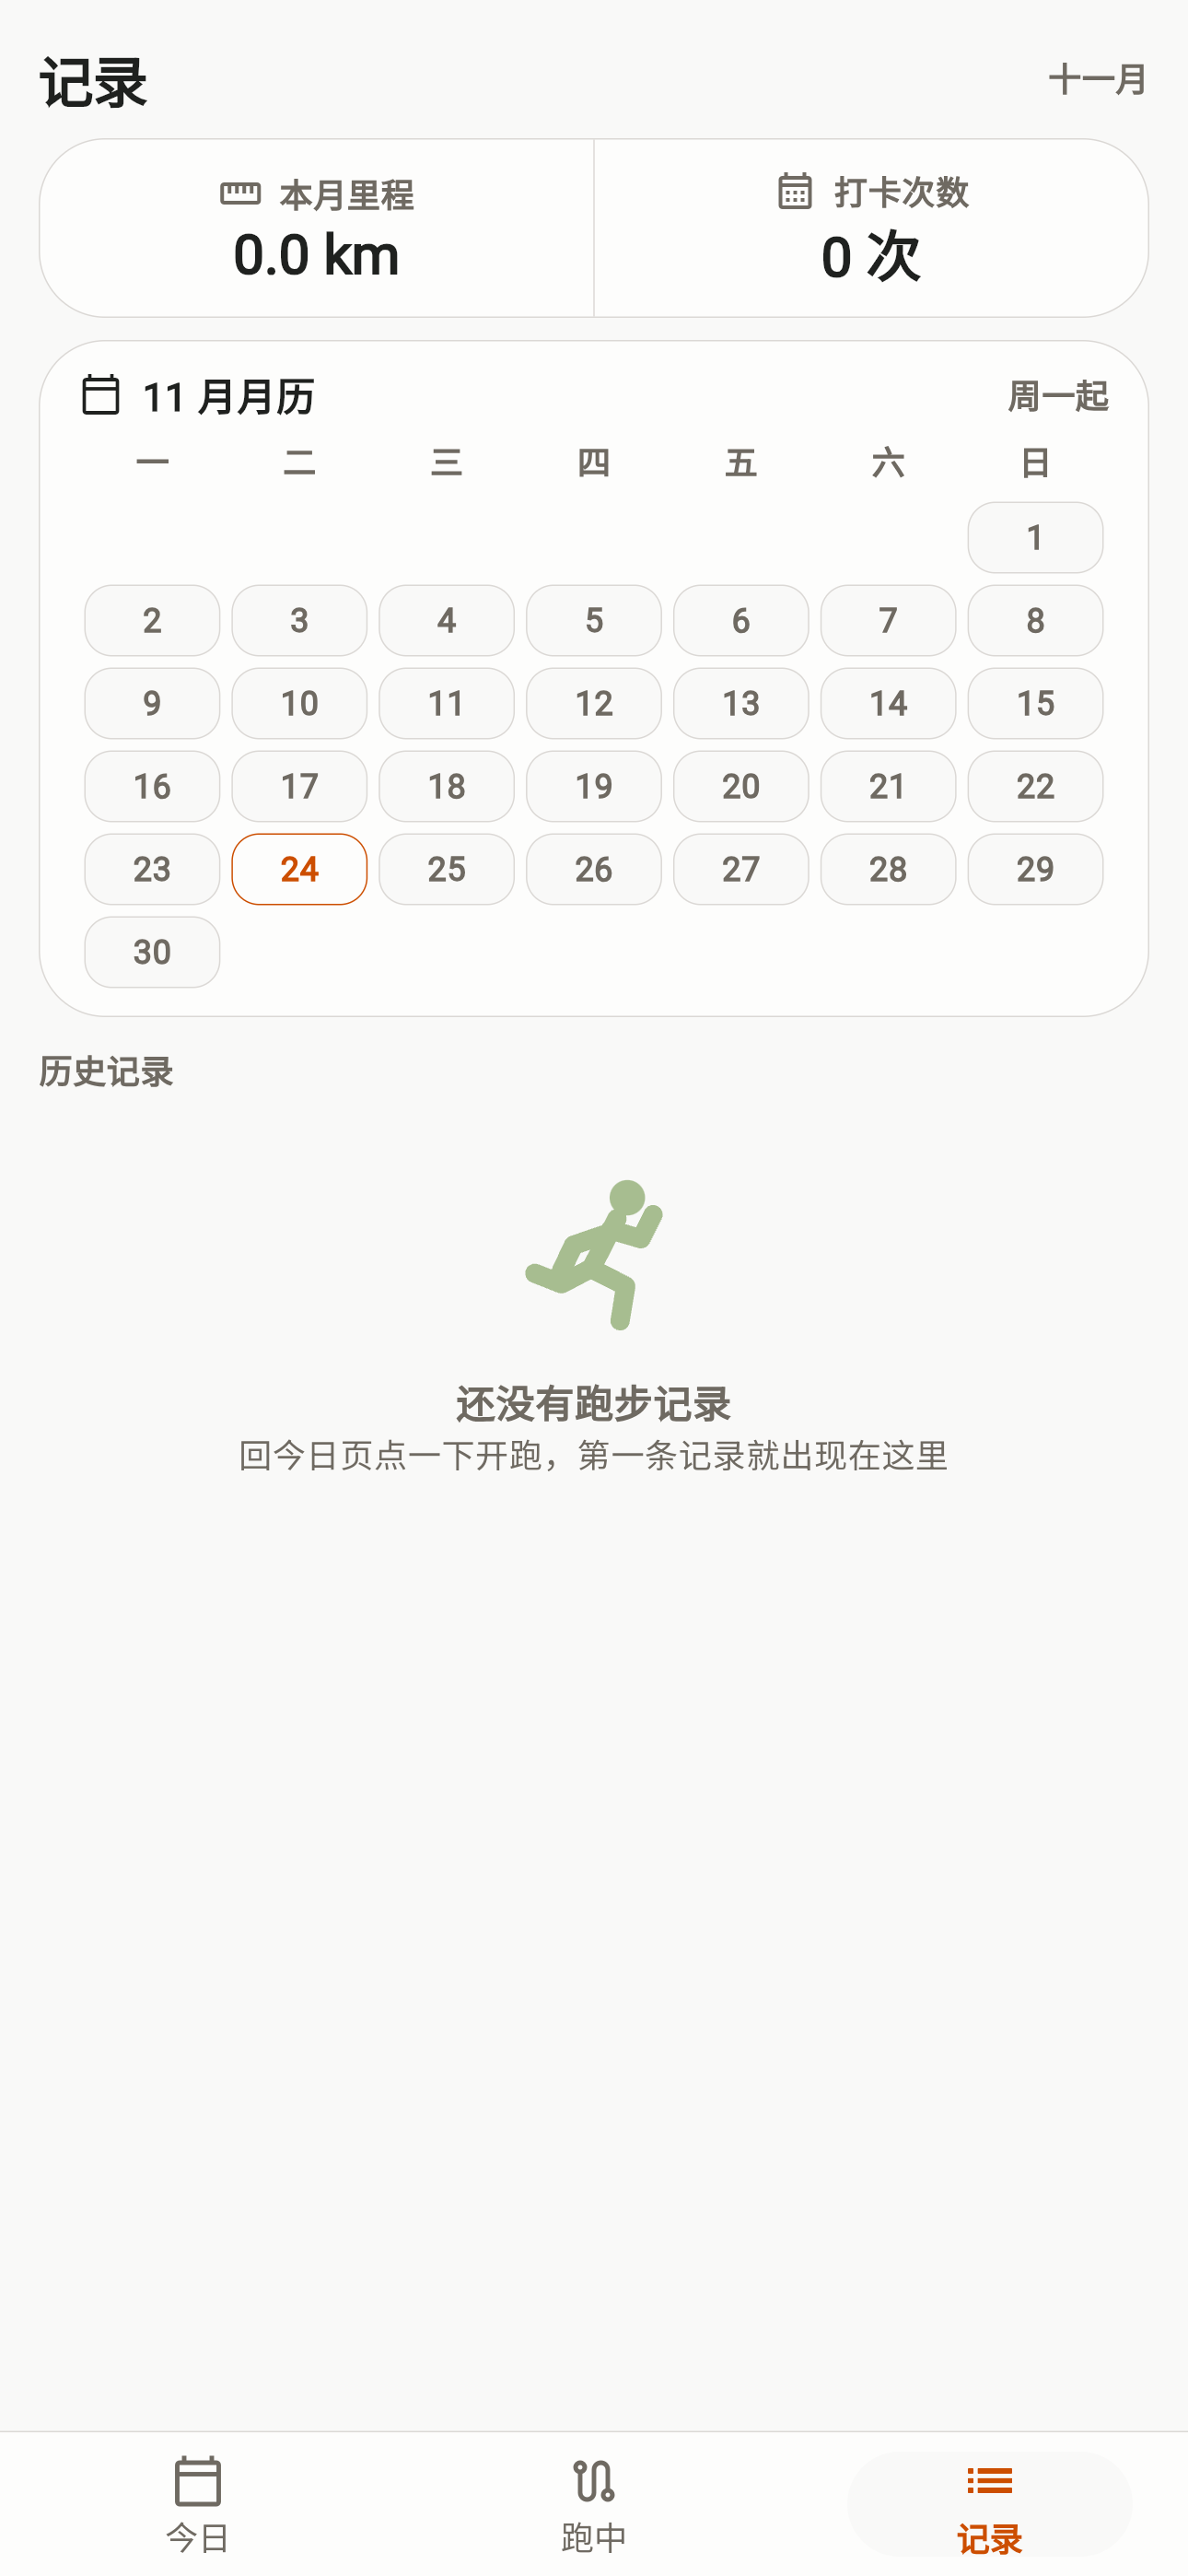 记录
十一月
本月里程
打卡次数
0.0 km
0 次
11 月月历
周一起
一 二 三 四 五 六 日
1
2 3 4 5 6 7 8
9 10 11 12 13 14 15
16 17 18 19 20 21 22
23 24 25 26 27 28 29
30
历史记录
还没有跑步记录
回今日页点一下开跑，第一条记录就出现在这里
今日
跑中
记录